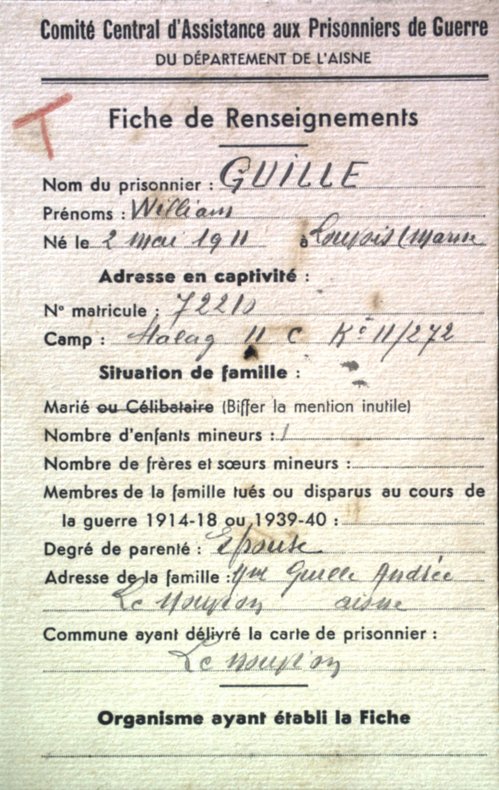 Comité Central d'Assistance aux Prisonniers de Guerre
DU DÉPARTEMENT DE L'AISNE
T
Fiche de Renseignements
Nom du prisonnier : GUILLE
Prénoms : William
Né le 2 mai 1911 à Louvois (Marne
Adresse en captivité :
N° matricule : 72210
Camp : Stalag II C Ko II/272
Situation de famille :
Marié ou Célibataire (Biffer la mention inutile)
Nombre d'enfants mineurs : 1
Nombre de frères et sœurs mineurs :
Membres de la famille tués ou disparus au cours de
la guerre 1914-18 ou 1939-40 :
Degré de parenté : Epouse
Adresse de la famille : Mme Guille Andrée
Le Nouvion aisne
Commune ayant délivré la carte de prisonnier :
Le nouvion
Organisme ayant établi la Fiche